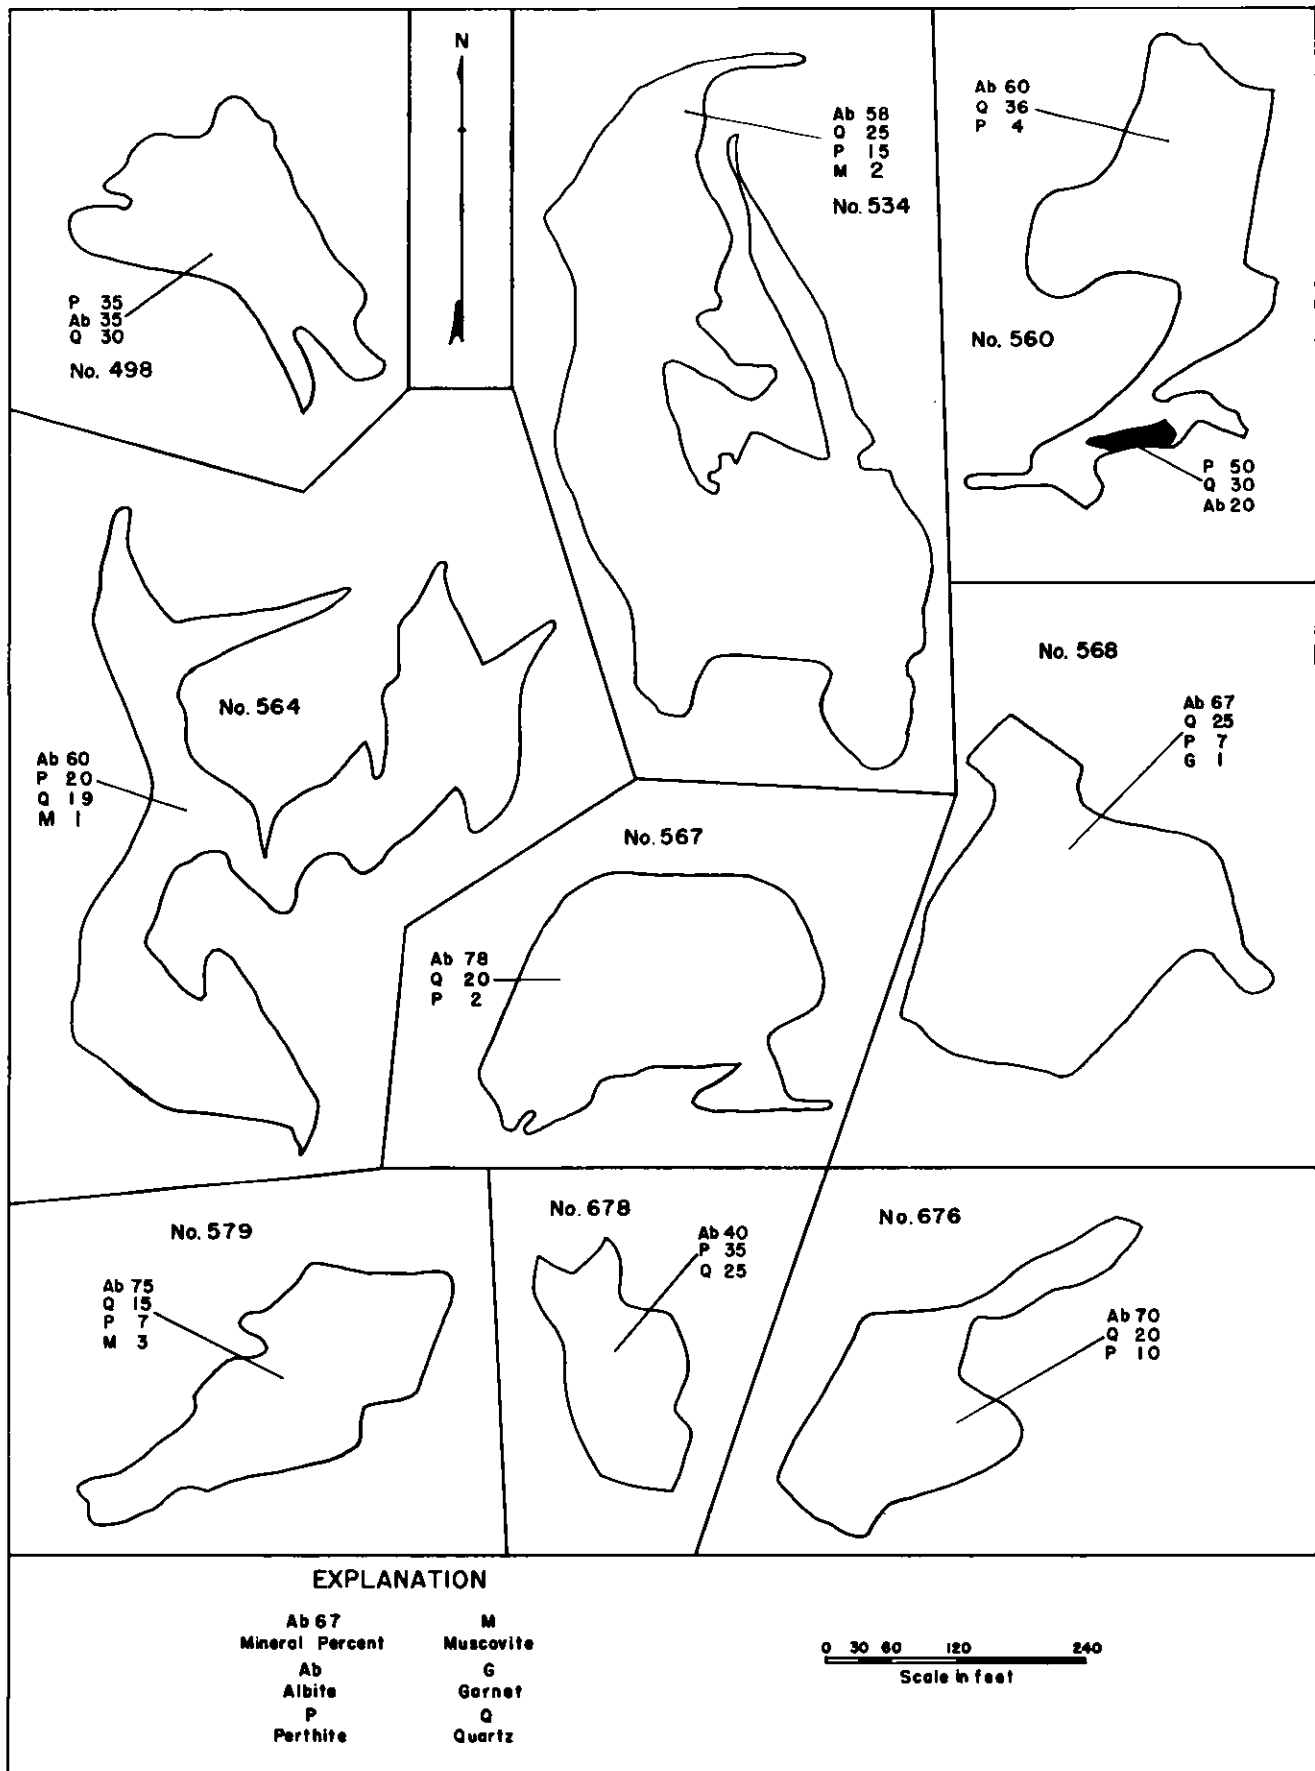 N
P 35
Ab 35
Q 30
No. 498
Ab 58
Q 25
P 15
M 2
No. 534
Ab 60
Q 36
P 4
No. 560
P 50
Q 30
Ab 20
No. 564
Ab 60
P 20
Q 19
M 1
No. 568
Ab 67
Q 25
P 7
G 1
No. 567
Ab 78
Q 20
P 2
No. 579
Ab 75
Q 15
P 7
M 3
No. 678
Ab 40
P 35
Q 25
No. 676
Ab 70
Q 20
P 10
EXPLANATION
Ab 67
Mineral Percent
Ab
Albite
P
Perthite
M
Muscovite
G
Garnet
Q
Quartz
0 30 60 120 240
Scale in feet